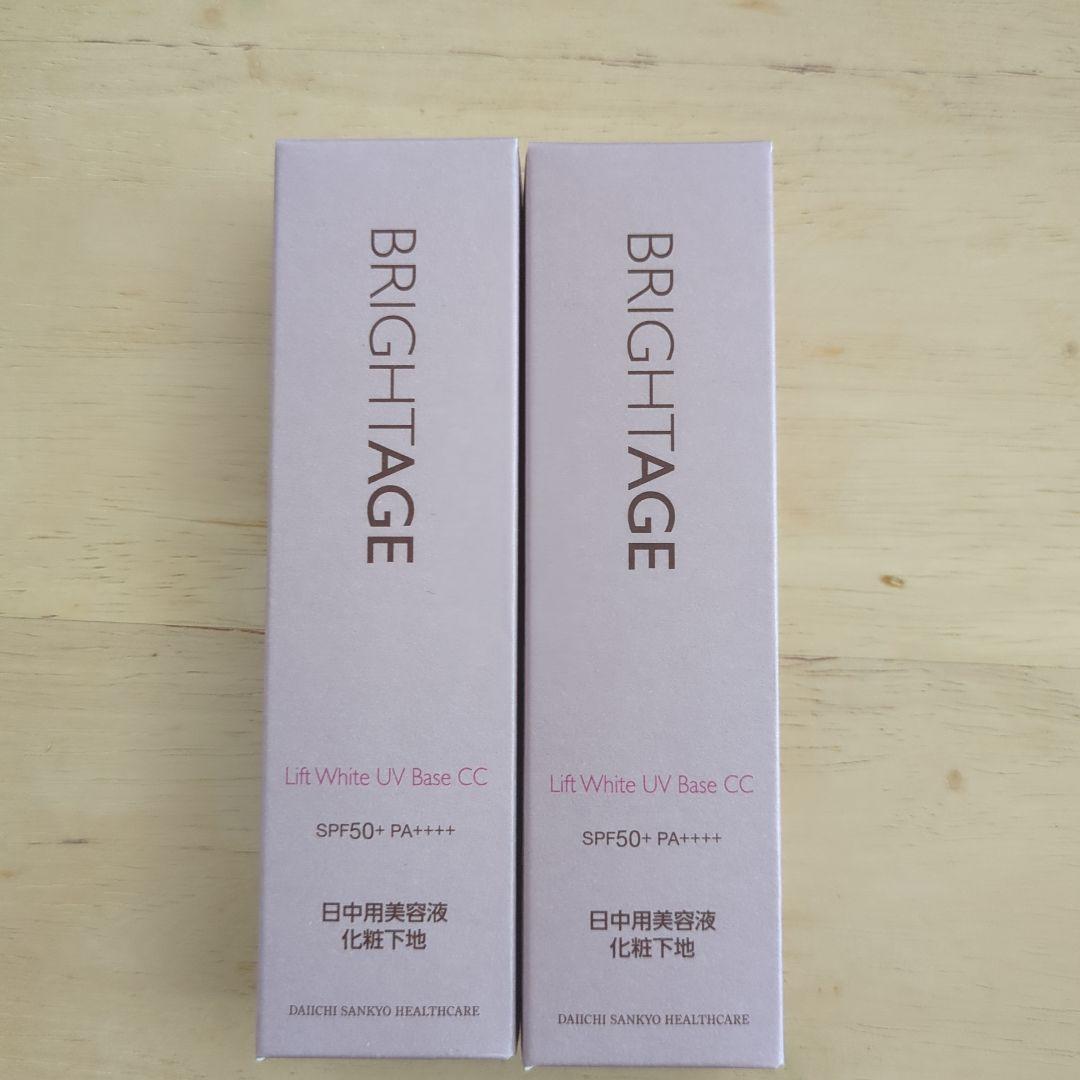 BRIGHTAGE
Lift White UV Base CC
SPF50+ PA++++
日中用美容液
化粧下地
DAIICHI SANKYO HEALTHCARE
BRIGHTAGE
Lift White UV Base CC
SPF50+ PA++++
日中用美容液
化粧下地
DAIICHI SANKYO HEALTHCARE